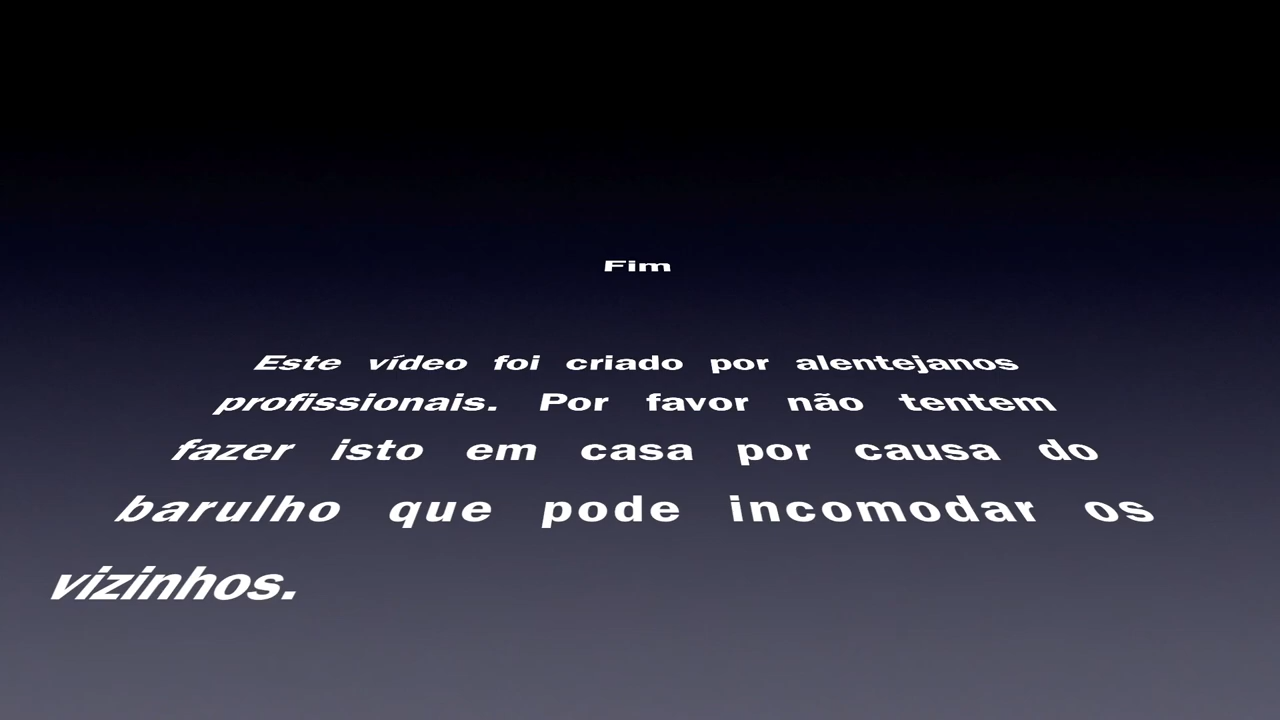 Fim
Este vídeo foi criado por alentejanos
profissionais. Por favor não tentem
fazer isto em casa por causa do
barulho que pode incomodar os
vizinhos.